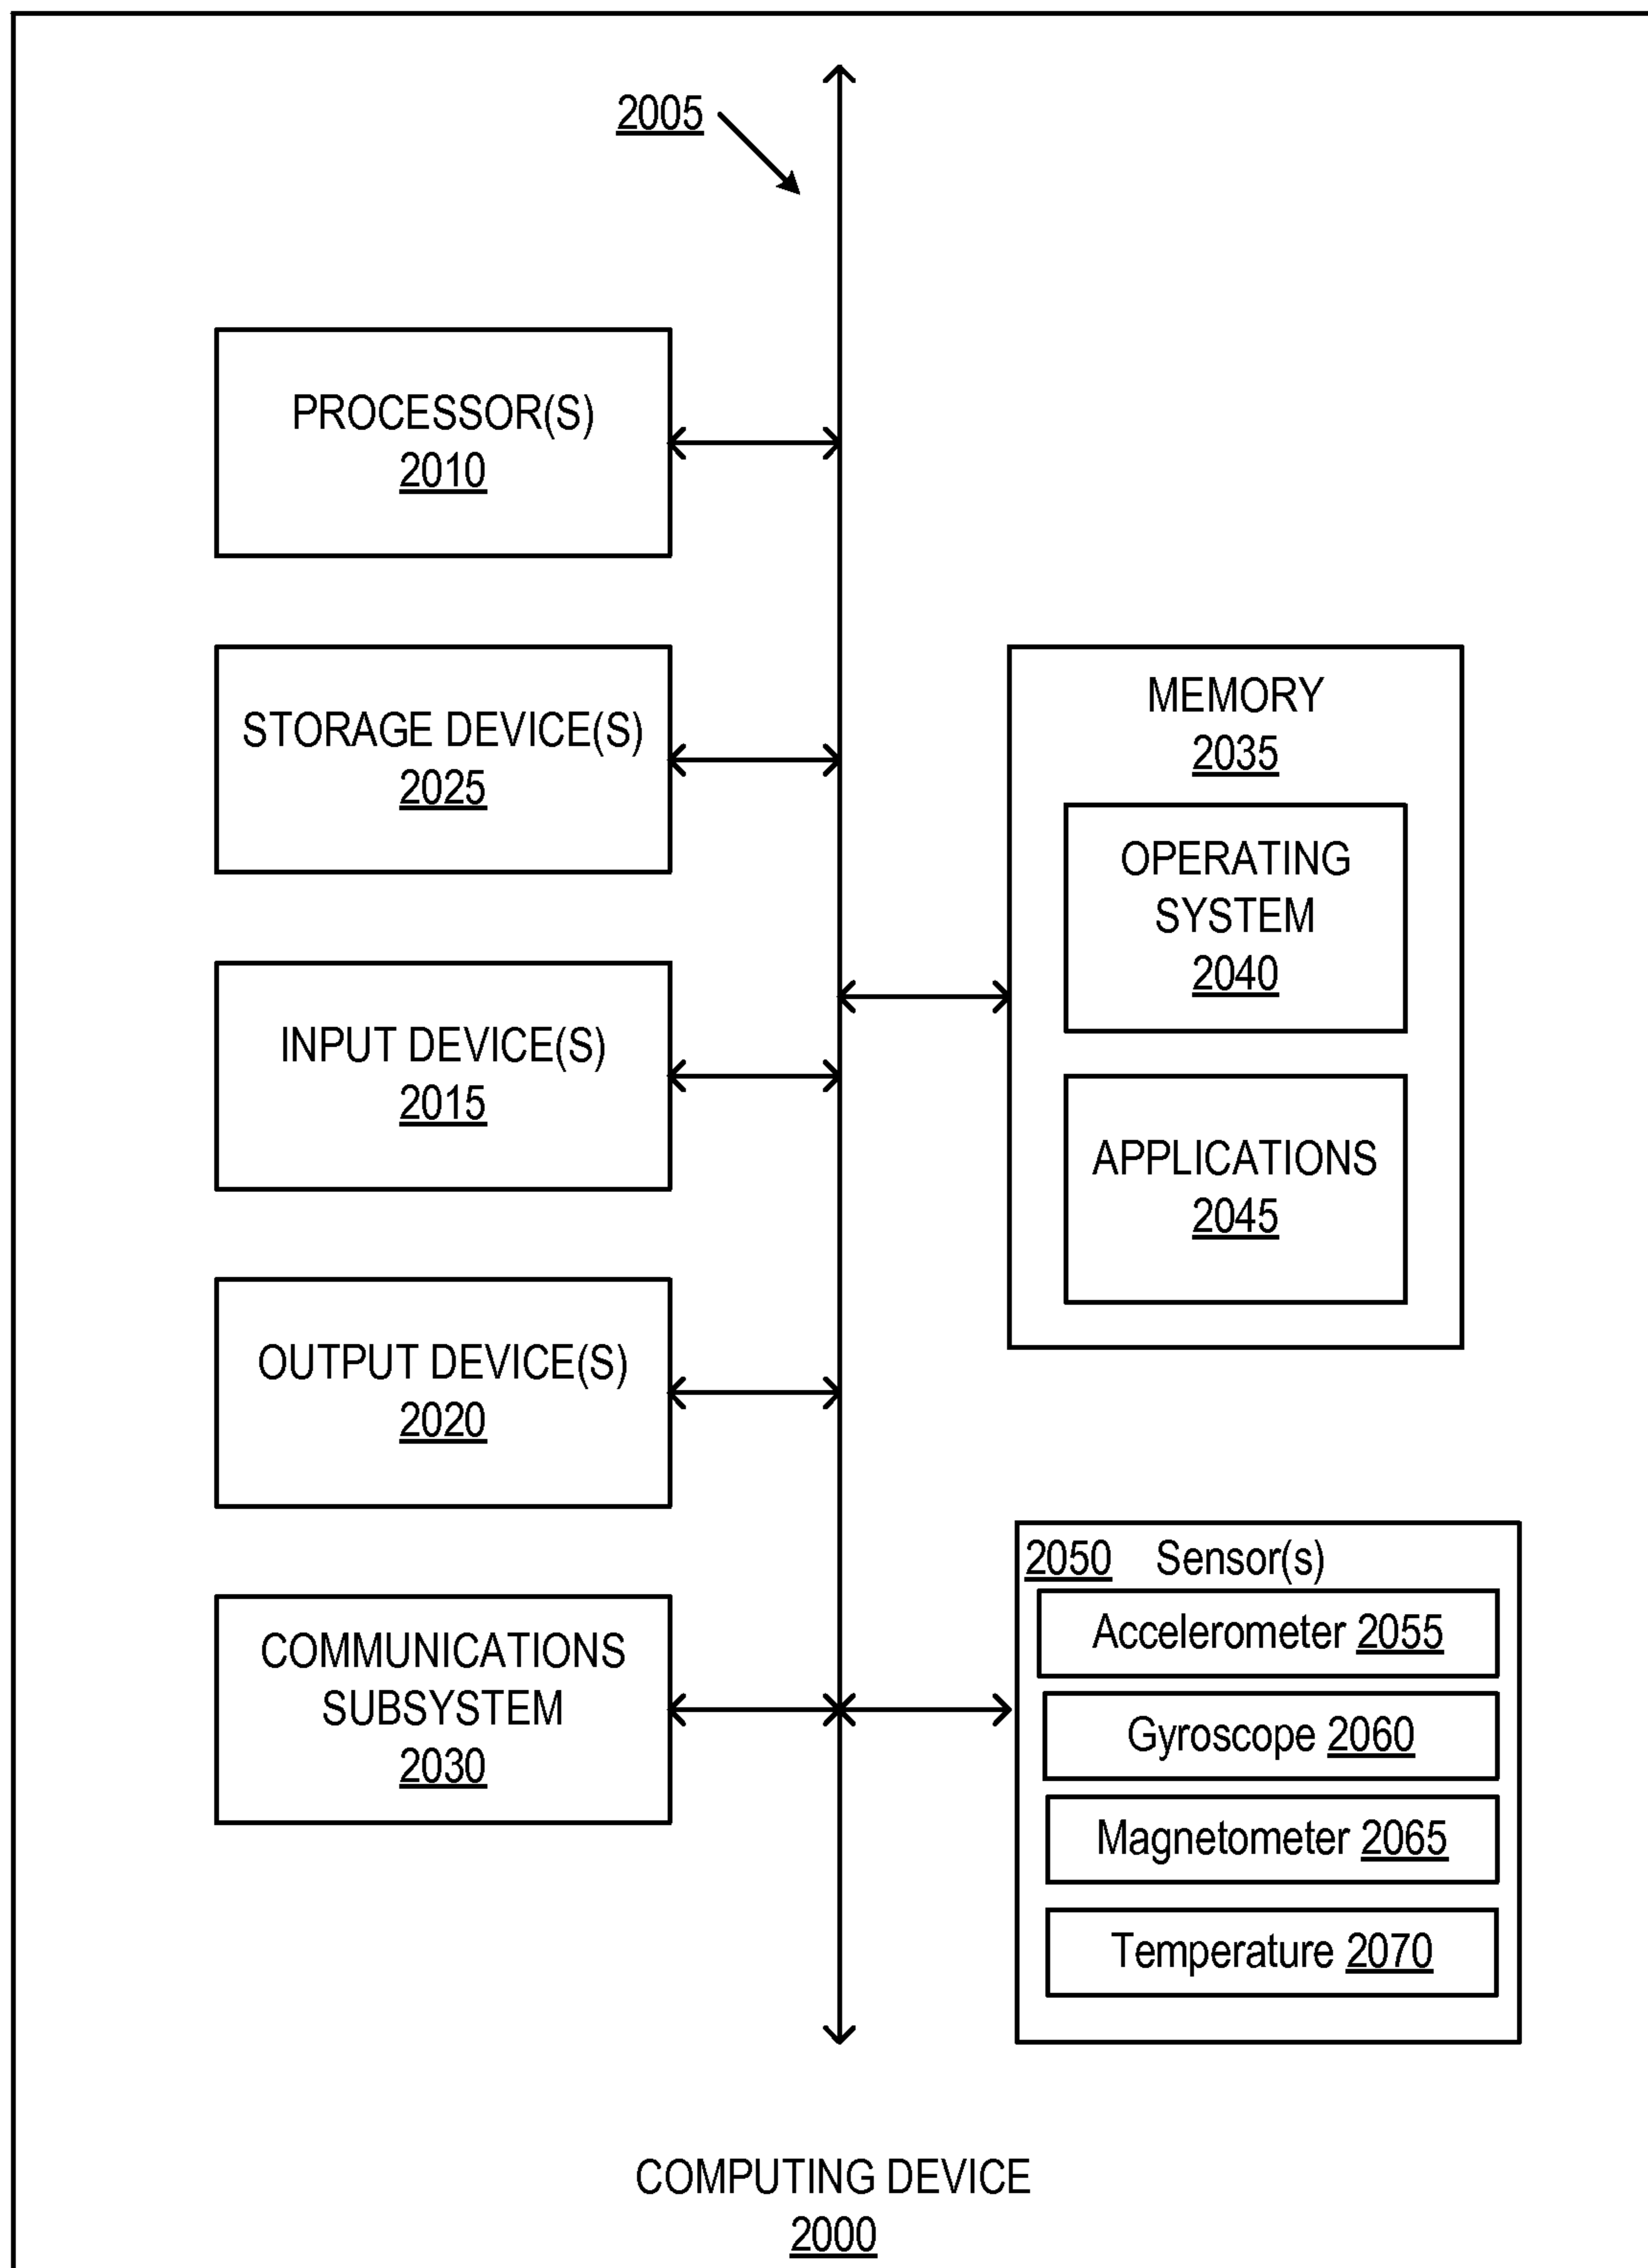 2005
PROCESSOR(S)
2010
STORAGE DEVICE(S)
2025
INPUT DEVICE(S)
2015
OUTPUT DEVICE(S)
2020
COMMUNICATIONS
SUBSYSTEM
2030
MEMORY
2035
OPERATING
SYSTEM
2040
APPLICATIONS
2045
2050 Sensor(s)
Accelerometer 2055
Gyroscope 2060
Magnetometer 2065
Temperature 2070
COMPUTING DEVICE
2000